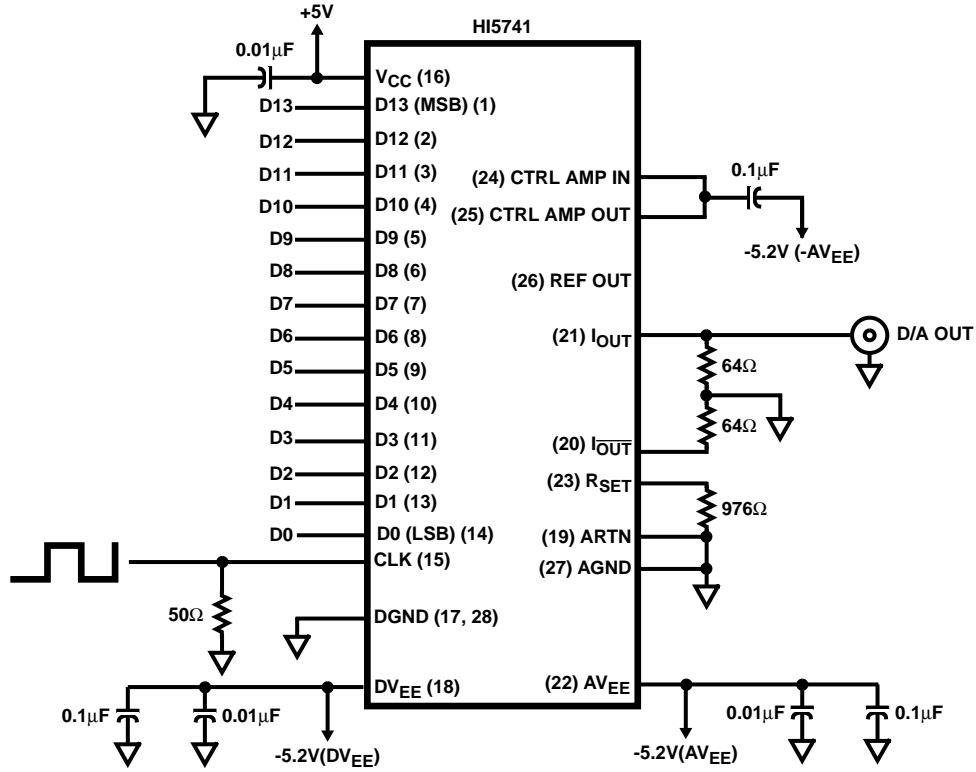 +5V
HI5741
0.01μF
VCC (16)
D13
D13 (MSB) (1)
D12
D12 (2)
D11
D11 (3)
D10
D10 (4)
D9
D9 (5)
D8
D8 (6)
D7
D7 (7)
D6
D6 (8)
D5
D5 (9)
D4
D4 (10)
D3
D3 (11)
D2
D2 (12)
D1
D1 (13)
D0
D0 (LSB) (14)
CLK (15)
50Ω
DGND (17, 28)
DVEE (18)
0.1μF
0.01μF
-5.2V(DVEE)
(24) CTRL AMP IN
(25) CTRL AMP OUT
0.1μF
-5.2V (-AVEE)
(26) REF OUT
(21) IOUT
D/A OUT
64Ω
64Ω
(20) I\overline{OUT}
(23) RSET
976Ω
(19) ARTN
(27) AGND
(22) AVEE
0.01μF
0.1μF
-5.2V(AVEE)